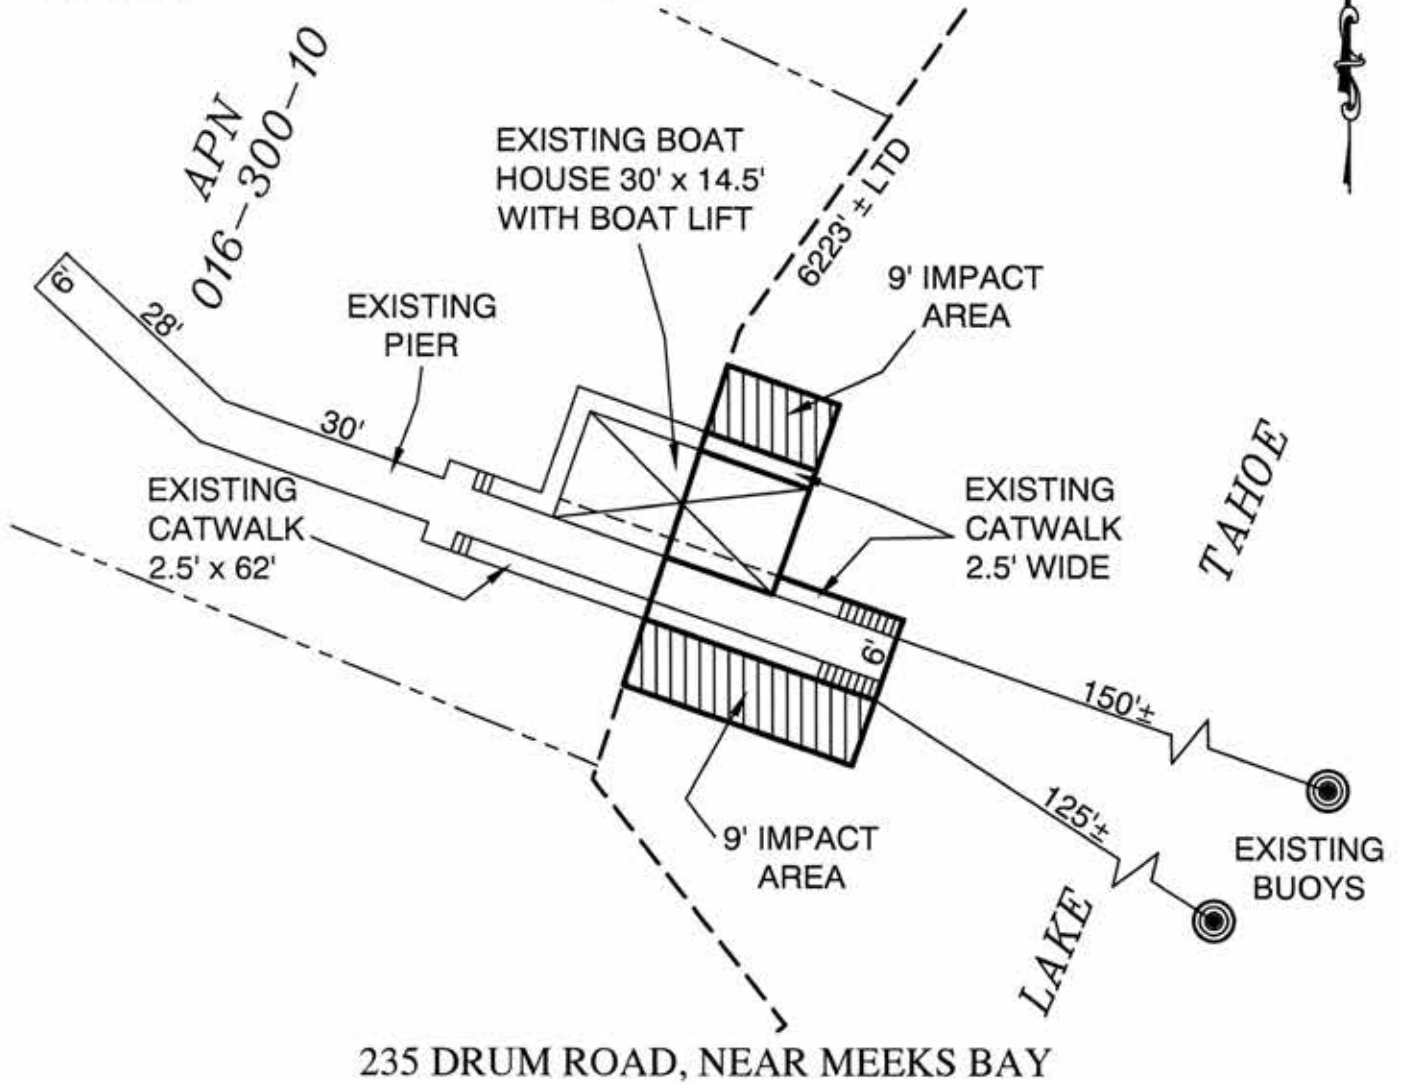 APN
016-300-10
EXISTING BOAT
HOUSE 30' x 14.5'
WITH BOAT LIFT
6223' ± LTD
9' IMPACT
AREA
6'
28'
EXISTING
PIER
30'
EXISTING
CATWALK
2.5' x 62'
EXISTING
CATWALK
2.5' WIDE
TAHOE
6'
150'±
125'±
9' IMPACT
AREA
EXISTING
BUOYS
LAKE
235 DRUM ROAD, NEAR MEEKS BAY